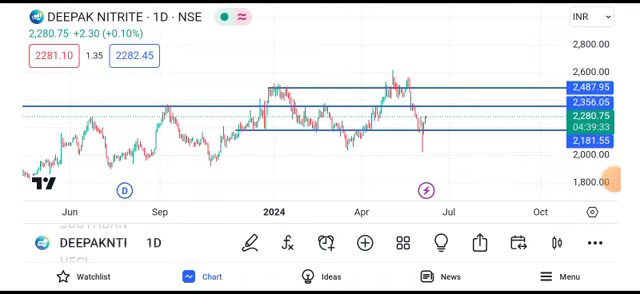 DEEPAK NITRITE · 1D · NSE
INR
2,280.75 +2.30 (+0.10%)
2281.10 1.35 2282.45
2,800.00
2,600.00
2,487.95
2,356.05
2,280.75
04:39:33
2,181.55
2,000.00
1,800.00
D
Jun Sep 2024 Apr Jul Oct
DEEPAKNTI 1D
Watchlist Chart Ideas News Menu